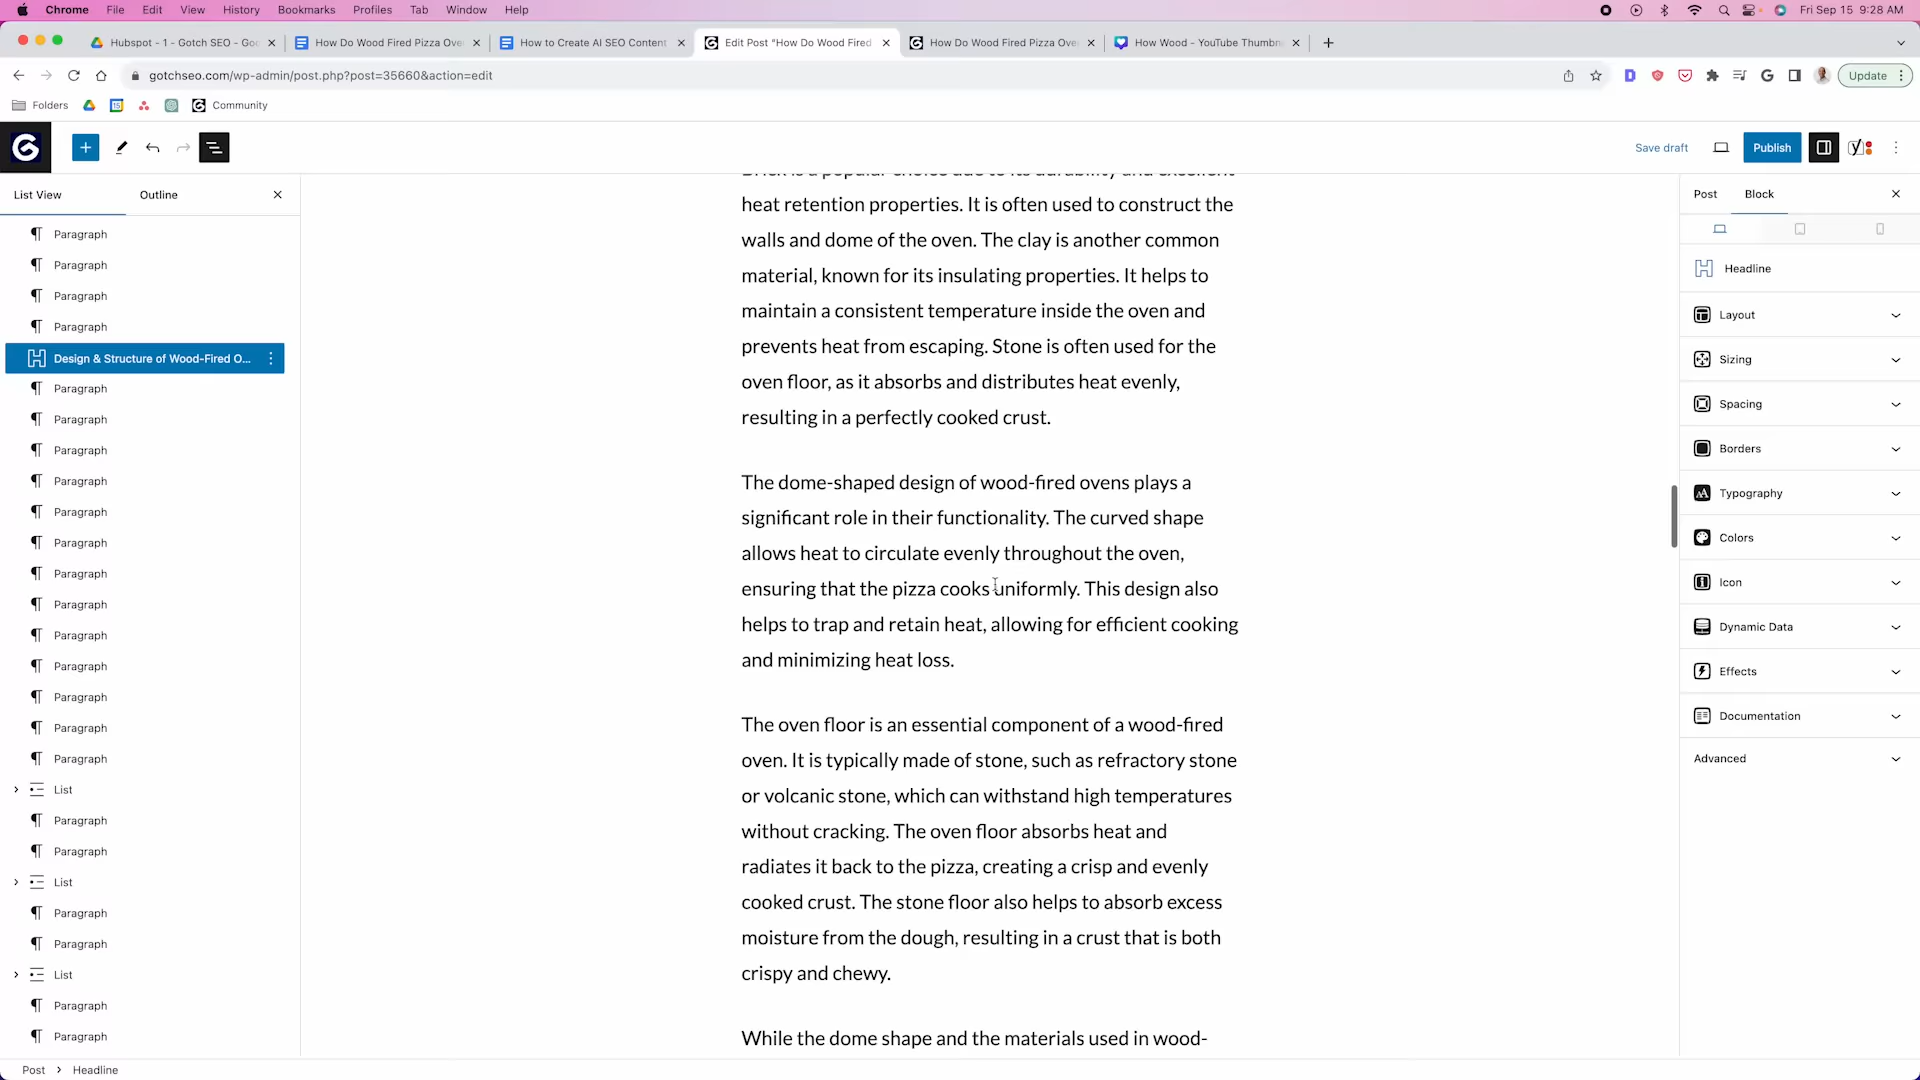 Chrome File Edit View History Bookmarks Profiles Tab Window Help Fri Sep 15 9:28 AM
Hubspot - 1 - Gotch SEO - Goo How Do Wood Fired Pizza Ove How to Create AI SEO Content Edit Post "How Do Wood Fired How Do Wood Fired Pizza Ove How Wood - YouTube Thumbn
gotchseo.com/wp-admin/post.php?post=35660&action=edit Update
Folders Community
Save draft Publish
List View Outline
Post Block
Paragraph
Paragraph
Paragraph
Paragraph
Design & Structure of Wood-Fired O...
Paragraph
Paragraph
Paragraph
Paragraph
Paragraph
Paragraph
Paragraph
Paragraph
Paragraph
Paragraph
Paragraph
Paragraph
Paragraph
List
Paragraph
Paragraph
List
Paragraph
Paragraph
List
Paragraph
Paragraph
Brick is a popular choice due to its durability and excellent
heat retention properties. It is often used to construct the
walls and dome of the oven. The clay is another common
material, known for its insulating properties. It helps to
maintain a consistent temperature inside the oven and
prevents heat from escaping. Stone is often used for the
oven floor, as it absorbs and distributes heat evenly,
resulting in a perfectly cooked crust.
The dome-shaped design of wood-fired ovens plays a
significant role in their functionality. The curved shape
allows heat to circulate evenly throughout the oven,
ensuring that the pizza cooks uniformly. This design also
helps to trap and retain heat, allowing for efficient cooking
and minimizing heat loss.
The oven floor is an essential component of a wood-fired
oven. It is typically made of stone, such as refractory stone
or volcanic stone, which can withstand high temperatures
without cracking. The oven floor absorbs heat and
radiates it back to the pizza, creating a crisp and evenly
cooked crust. The stone floor also helps to absorb excess
moisture from the dough, resulting in a crust that is both
crispy and chewy.
While the dome shape and the materials used in wood-
Headline
Layout
Sizing
Spacing
Borders
Typography
Colors
Icon
Dynamic Data
Effects
Documentation
Advanced
Post Headline